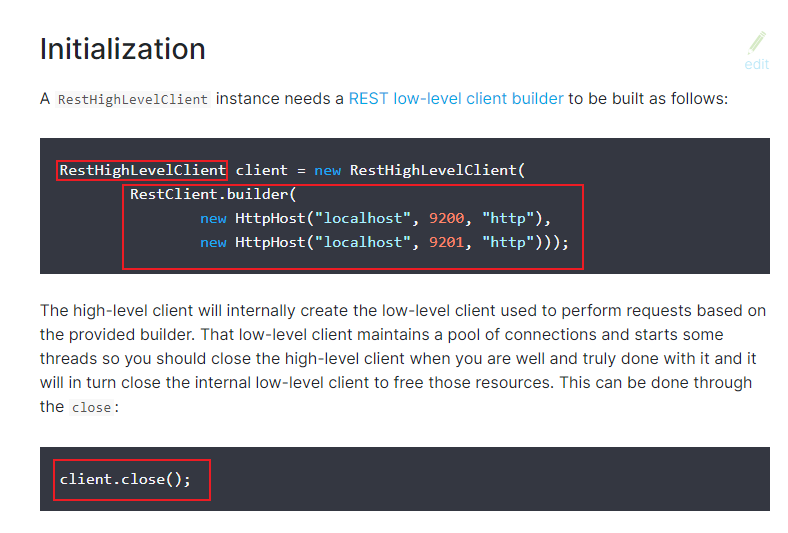 Initialization
edit
A RestHighLevelClient instance needs a REST low-level client builder to be built as follows:
RestHighLevelClient client = new RestHighLevelClient(
RestClient.builder(
new HttpHost("localhost", 9200, "http"),
new HttpHost("localhost", 9201, "http")));
The high-level client will internally create the low-level client used to perform requests based on
the provided builder. That low-level client maintains a pool of connections and starts some
threads so you should close the high-level client when you are well and truly done with it and it
will in turn close the internal low-level client to free those resources. This can be done through
the close:
client.close();